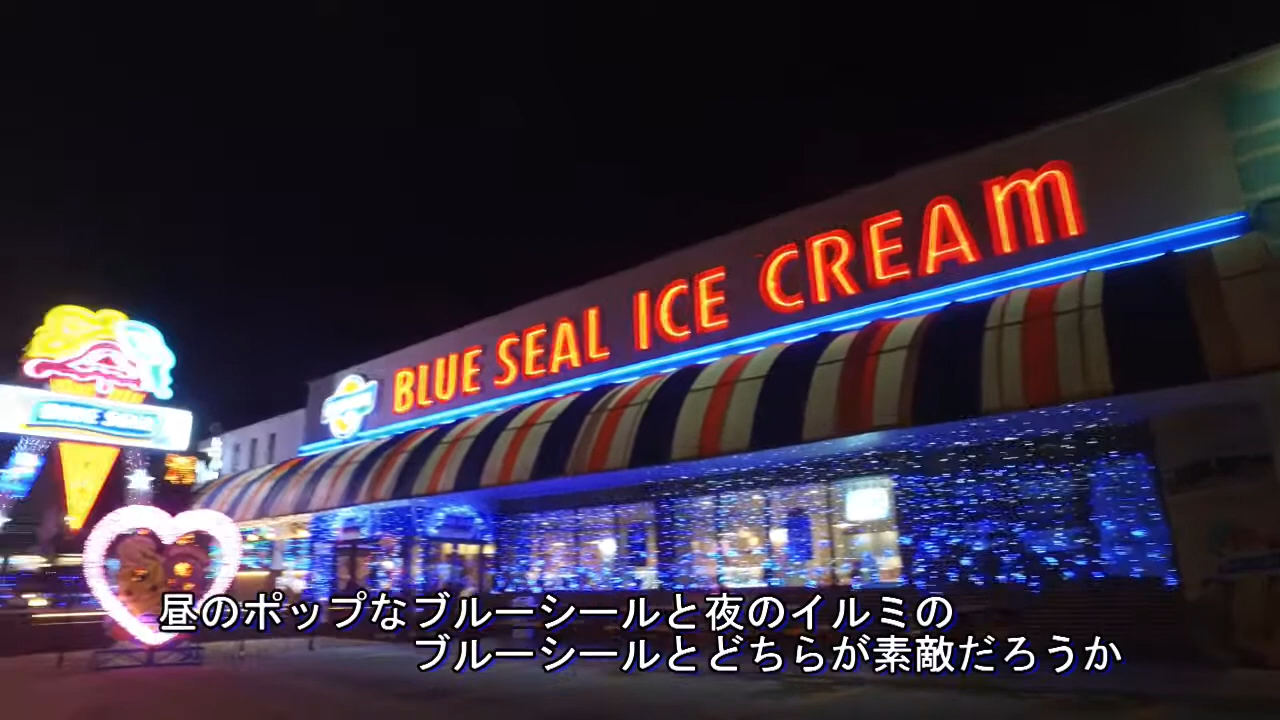 BLUE SEAL ICE CREAM
BLUE SEAL
昼のポップなブルーシールと夜のイルミの
ブルーシールとどちらが素敵だろうか